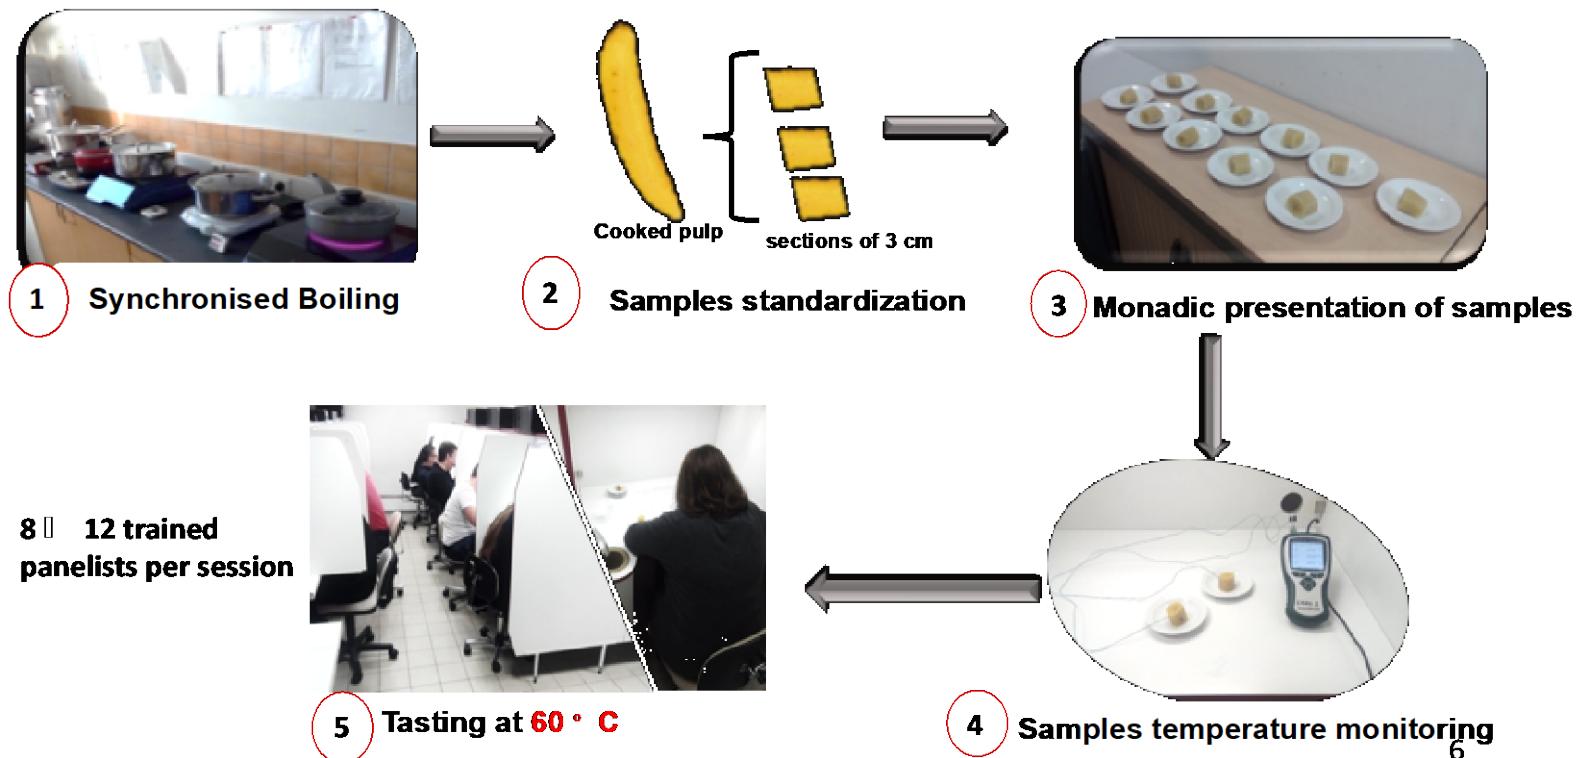 Cooked pulp
sections of 3 cm
1 Synchronised Boiling
2 Samples standardization
3 Monadic presentation of samples
8 ▯ 12 trained
panelists per session
5 Tasting at 60 ° C
4 Samples temperature monitoring
6